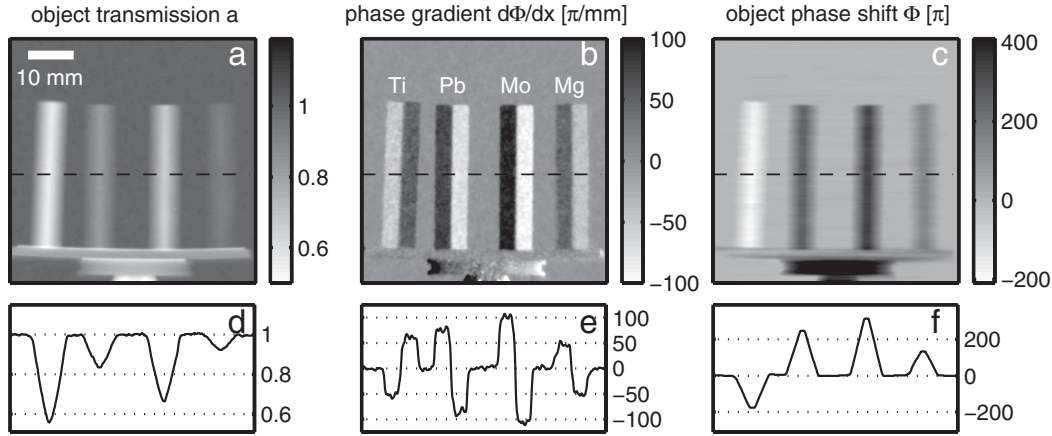 object transmission a
phase gradient dΦ/dx [π/mm]
object phase shift Φ [π]
a
10 mm
1
0.8
0.6
b
Ti Pb Mo Mg
100
50
0
−50
−100
c
400
200
0
−200
d
1
0.8
0.6
e
100
50
0
−50
−100
f
200
0
−200